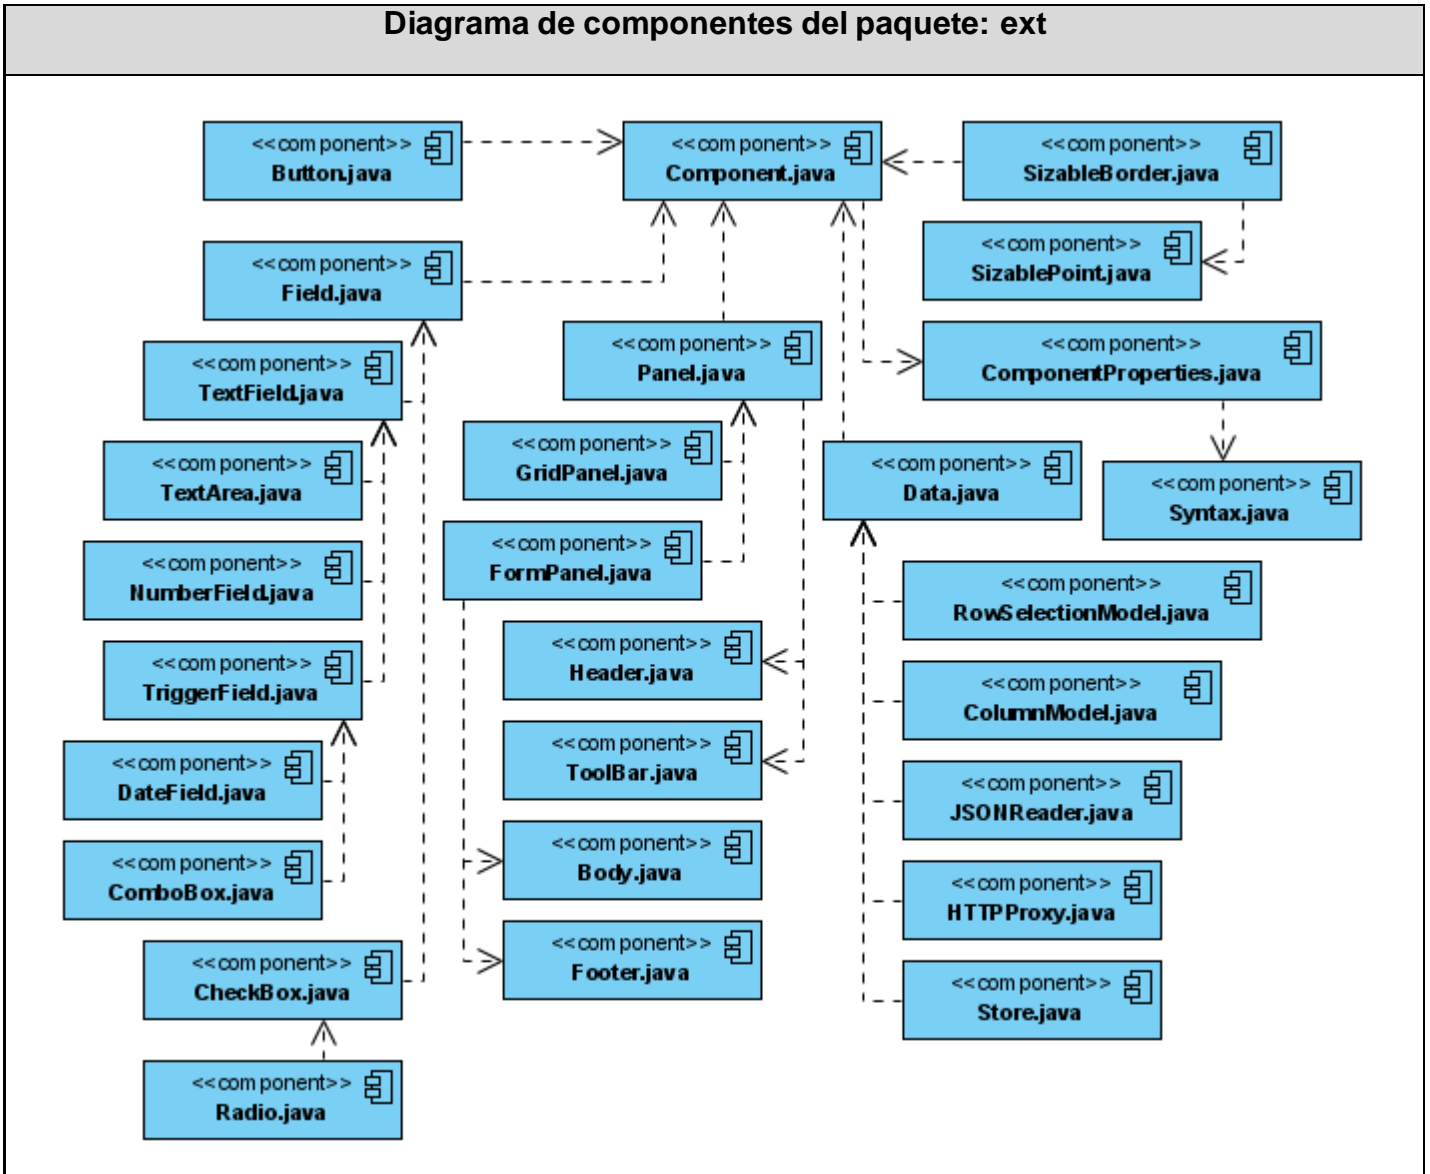 Diagrama de componentes del paquete: ext
<<component>>
Button.java
<<component>>
Component.java
<<component>>
SizableBorder.java
<<component>>
SizablePoint.java
<<component>>
Field.java
<<component>>
Panel.java
<<component>>
ComponentProperties.java
<<component>>
TextField.java
<<component>>
GridPanel.java
<<component>>
Data.java
<<component>>
Syntax.java
<<component>>
TextArea.java
<<component>>
FormPanel.java
<<component>>
NumberField.java
<<component>>
RowSelectionModel.java
<<component>>
Header.java
<<component>>
TriggerField.java
<<component>>
ColumnModel.java
<<component>>
ToolBar.java
<<component>>
DateField.java
<<component>>
JSONReader.java
<<component>>
Body.java
<<component>>
ComboBox.java
<<component>>
HTTPProxy.java
<<component>>
Footer.java
<<component>>
CheckBox.java
<<component>>
Store.java
<<component>>
Radio.java